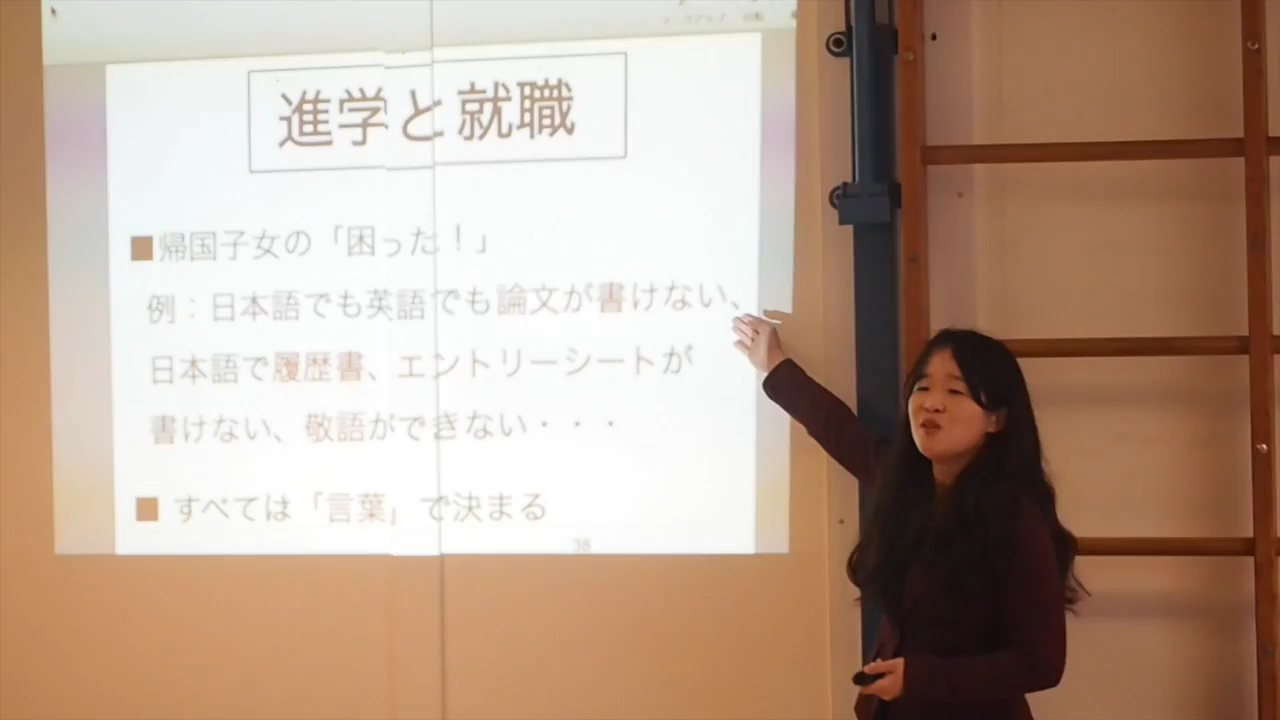 進学と就職
■帰国子女の「困った！」
例：日本語でも英語でも論文が書けない、
日本語で履歴書、エントリーシートが
書けない、敬語ができない・・・
■すべては「言葉」で決まる
38